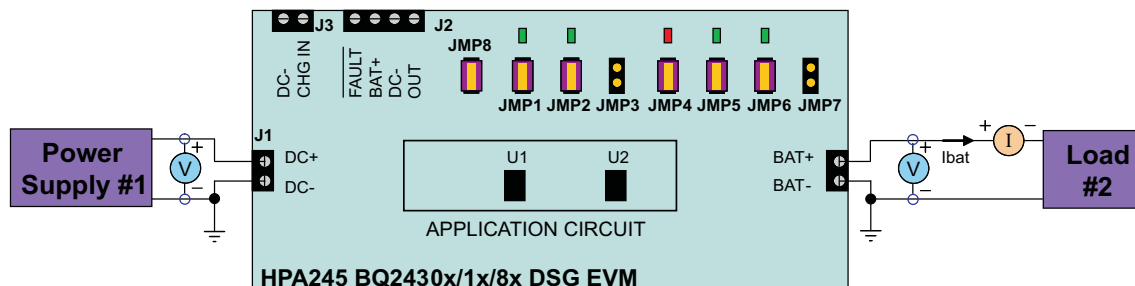 J3
J2
JMP8
DC-
CHG IN
FAULT
BAT+
DC-
OUT
JMP1
JMP2
JMP3
JMP4
JMP5
JMP6
JMP7
Power
Supply #1
+
V
-
J1
DC+
DC-
U1
U2
APPLICATION CIRCUIT
BAT+
BAT-
+
V
-
Ibat
+
I
-
Load
#2
HPA245 BQ2430x/1x/8x DSG EVM